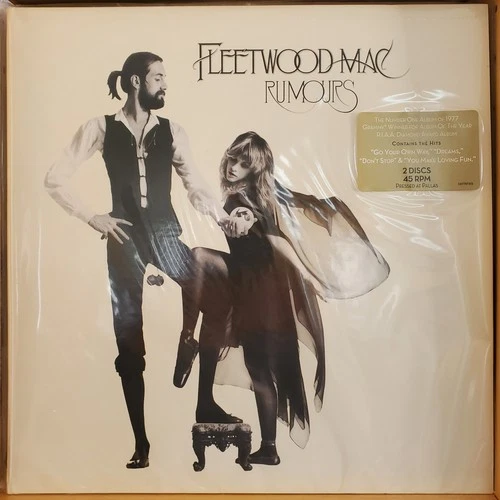 FLEETWOOD MAC
RUMOURS
The Number One Album of 1977
Grammy® Winner for Album Of The Year
R.I.A.A. Diamond Award Album
Contains the Hits
"Go Your Own Way," "Dreams,"
"Don't Stop" & "You Make Loving Fun."
2 DISCS
45 RPM
Pressed at Pallas